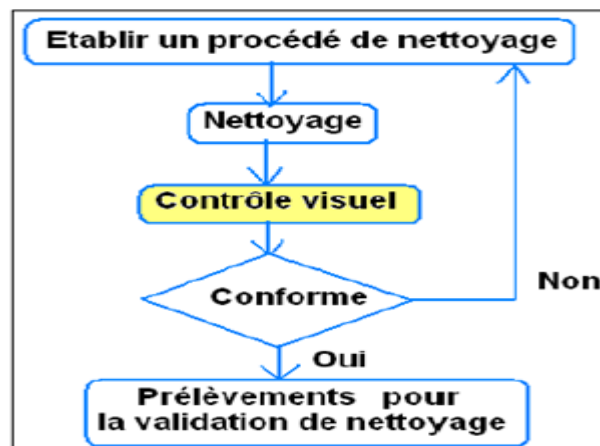 Etablir un procédé de nettoyage
Nettoyage
Contrôle visuel
Conforme
Non
Oui
Prélèvements pour
la validation de nettoyage